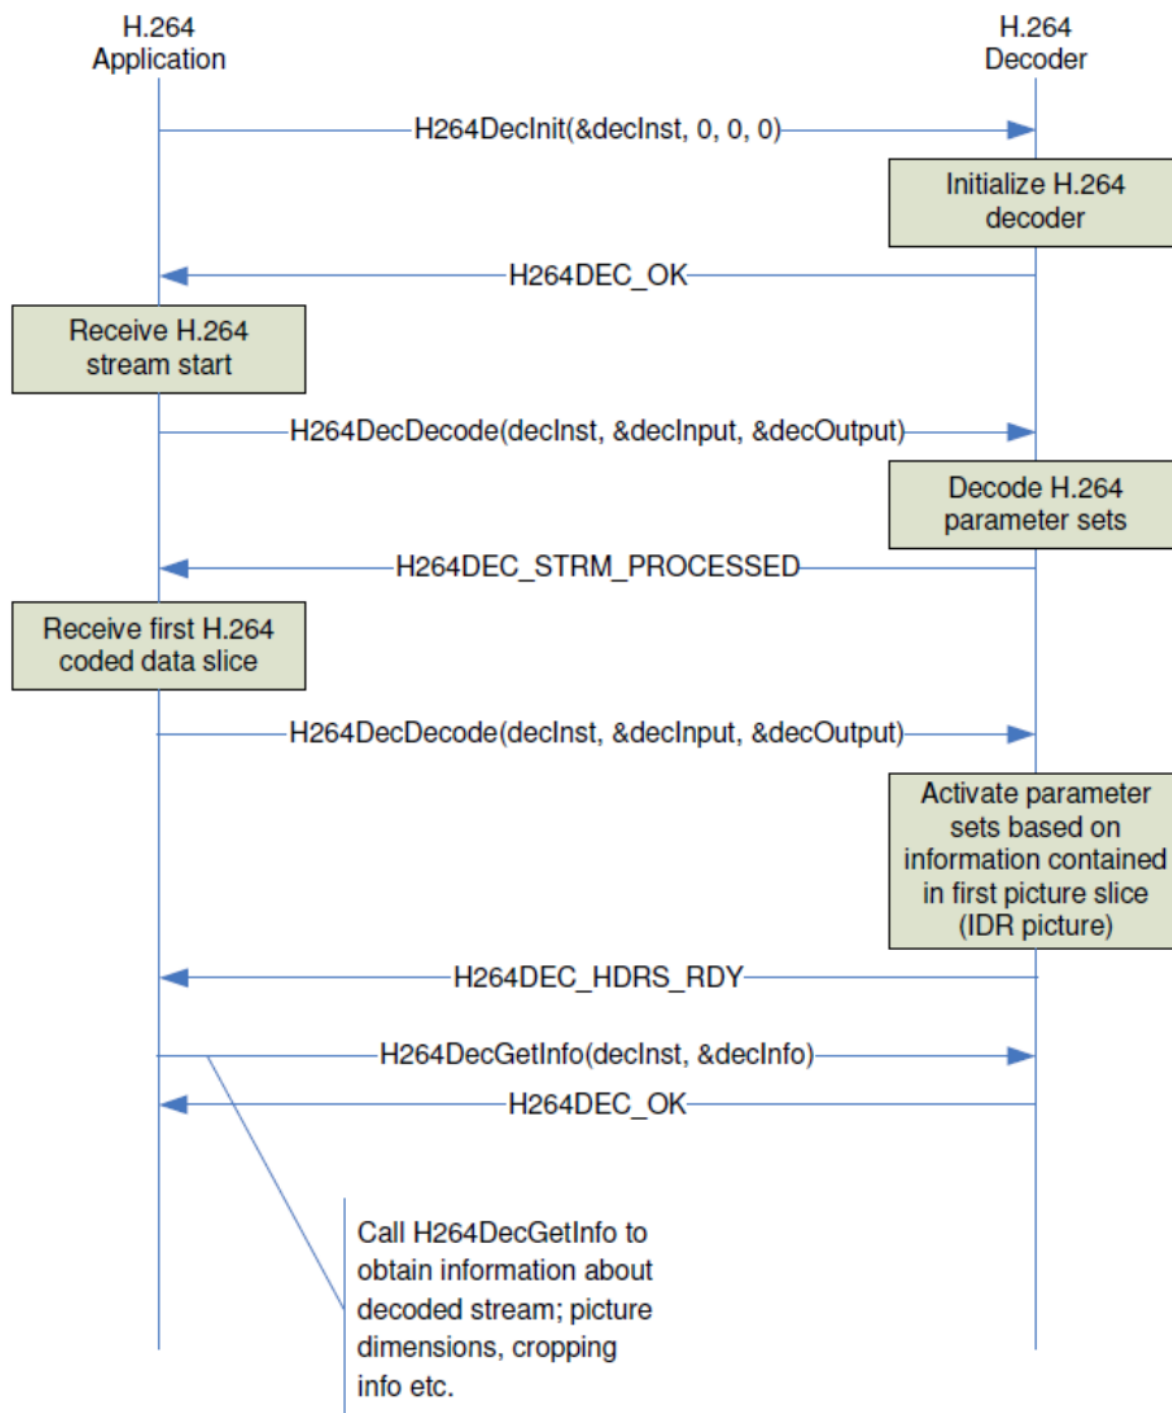 H.264
Application
H.264
Decoder
H264DecInit(&decInst, 0, 0, 0)
Initialize H.264
decoder
H264DEC_OK
Receive H.264
stream start
H264DecDecode(decInst, &decInput, &decOutput)
Decode H.264
parameter sets
H264DEC_STRM_PROCESSED
Receive first H.264
coded data slice
H264DecDecode(decInst, &decInput, &decOutput)
Activate parameter
sets based on
information contained
in first picture slice
(IDR picture)
H264DEC_HDRS_RDY
H264DecGetInfo(decInst, &decInfo)
H264DEC_OK
Call H264DecGetInfo to
obtain information about
decoded stream; picture
dimensions, cropping
info etc.